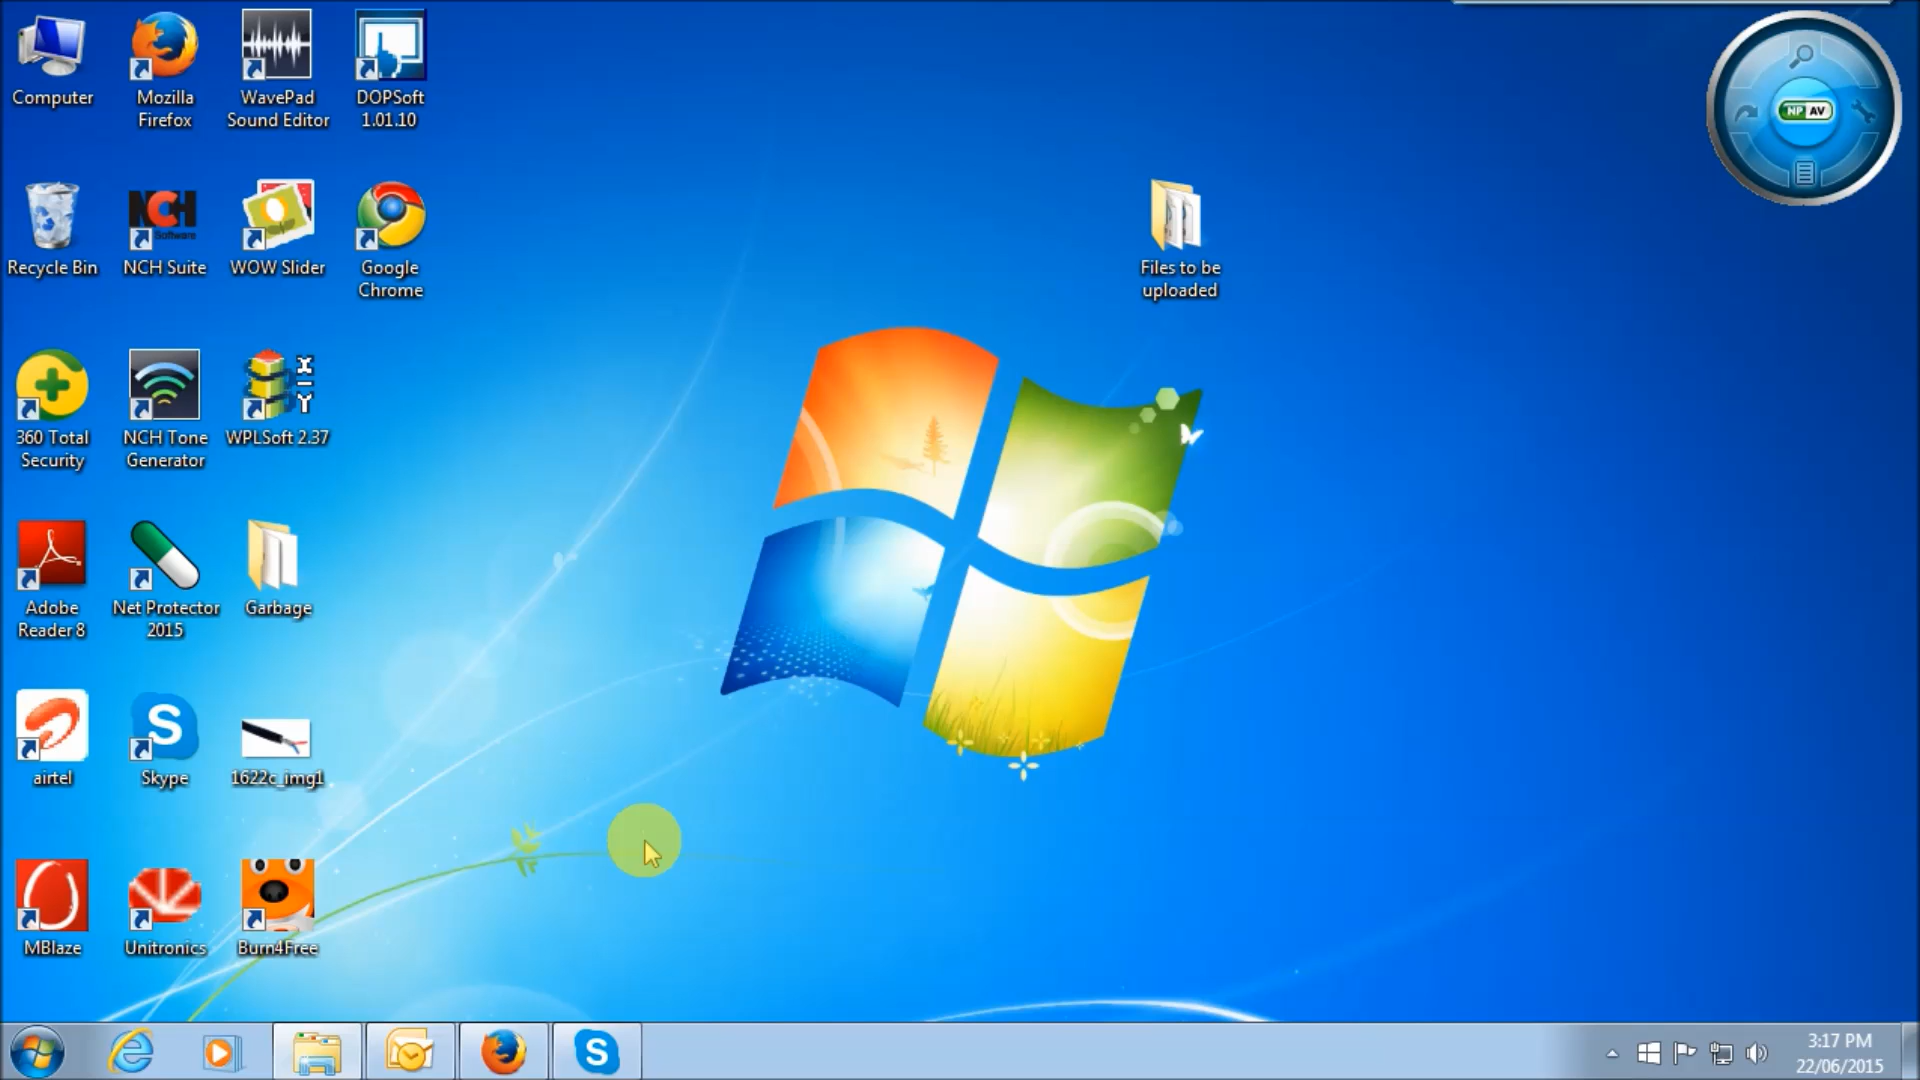 Computer
Mozilla
Firefox
WavePad
Sound Editor
DOPSoft
1.01.10
NP AV
Recycle Bin
NCH
Software
NCH Suite
WOW Slider
Google
Chrome
Files to be
uploaded
360 Total
Security
NCH Tone
Generator
X
Y
WPLSoft 2.37
Adobe
Reader 8
Net Protector
2015
Garbage
airtel
S
Skype
1622c_img1
MBlaze
Unitronics
Burn4Free
S
3:17 PM
22/06/2015